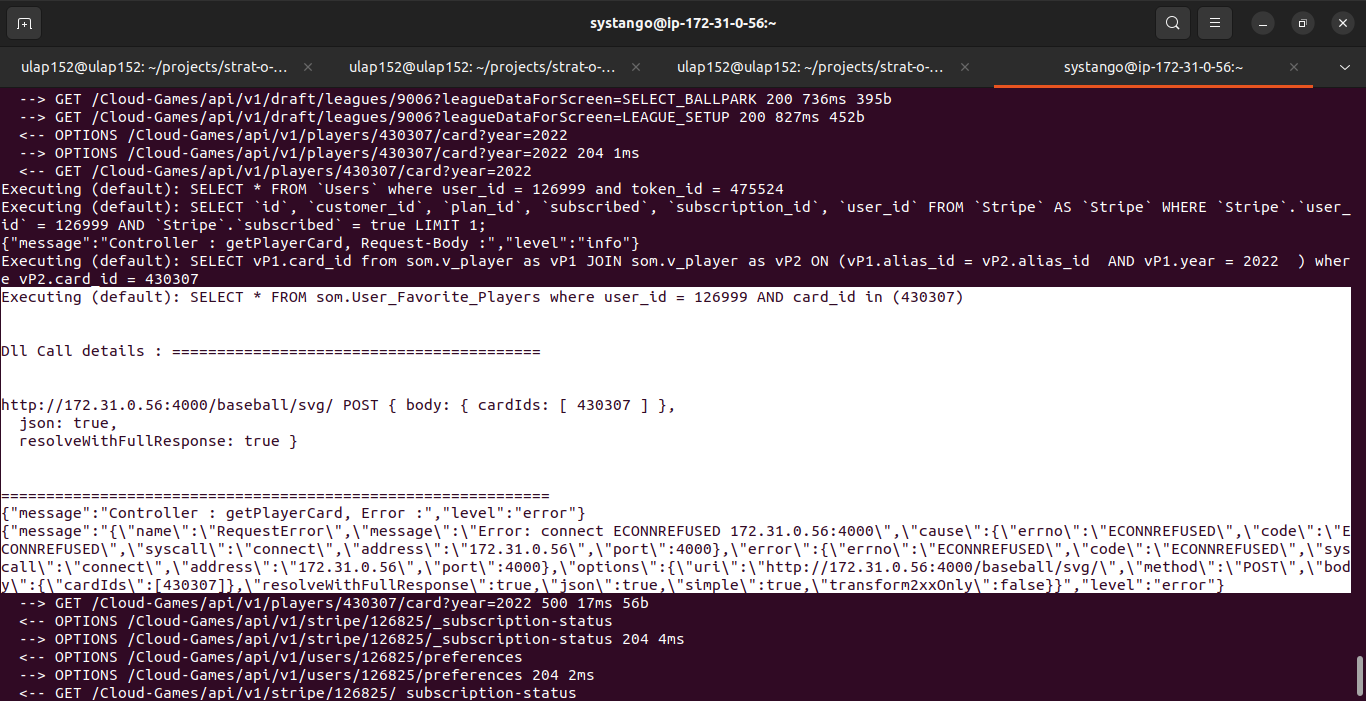 systango@ip-172-31-0-56:~
ulap152@ulap152: ~/projects/strat-o-...
ulap152@ulap152: ~/projects/strat-o-...
ulap152@ulap152: ~/projects/strat-o-...
systango@ip-172-31-0-56:~
--> GET /Cloud-Games/api/v1/draft/leagues/9006?leagueDataForScreen=SELECT_BALLPARK 200 736ms 395b
--> GET /Cloud-Games/api/v1/draft/leagues/9006?leagueDataForScreen=LEAGUE_SETUP 200 827ms 452b
<-- OPTIONS /Cloud-Games/api/v1/players/430307/card?year=2022
--> OPTIONS /Cloud-Games/api/v1/players/430307/card?year=2022 204 1ms
<-- GET /Cloud-Games/api/v1/players/430307/card?year=2022
Executing (default): SELECT * FROM `Users` where user_id = 126999 and token_id = 475524
Executing (default): SELECT `id`, `customer_id`, `plan_id`, `subscribed`, `subscription_id`, `user_id` FROM `Stripe` AS `Stripe` WHERE `Stripe`.`user_
id` = 126999 AND `Stripe`.`subscribed` = true LIMIT 1;
{"message":"Controller : getPlayerCard, Request-Body :","level":"info"}
Executing (default): SELECT vP1.card_id from som.v_player as vP1 JOIN som.v_player as vP2 ON (vP1.alias_id = vP2.alias_id  AND vP1.year = 2022  ) wher
e vP2.card_id = 430307
Executing (default): SELECT * FROM som.User_Favorite_Players where user_id = 126999 AND card_id in (430307)
Dll Call details : =========================================
http://172.31.0.56:4000/baseball/svg/ POST { body: { cardIds: [ 430307 ] },
json: true,
resolveWithFullResponse: true }
=============================================================
{"message":"Controller : getPlayerCard, Error :","level":"error"}
{"message":"{\"name\":\"RequestError\",\"message\":\"Error: connect ECONNREFUSED 172.31.0.56:4000\",\"cause\":{\"errno\":\"ECONNREFUSED\",\"code\":\"E
CONNREFUSED\",\"syscall\":\"connect\",\"address\":\"172.31.0.56\",\"port\":4000},\"error\":{\"errno\":\"ECONNREFUSED\",\"code\":\"ECONNREFUSED\",\"sys
call\":\"connect\",\"address\":\"172.31.0.56\",\"port\":4000},\"options\":{\"uri\":\"http://172.31.0.56:4000/baseball/svg/\",\"method\":\"POST\",\"bod
y\":{\"cardIds\":[430307]},\"resolveWithFullResponse\":true,\"json\":true,\"simple\":true,\"transform2xxOnly\":false}}","level":"error"}
--> GET /Cloud-Games/api/v1/players/430307/card?year=2022 500 17ms 56b
<-- OPTIONS /Cloud-Games/api/v1/stripe/126825/_subscription-status
--> OPTIONS /Cloud-Games/api/v1/stripe/126825/_subscription-status 204 4ms
<-- OPTIONS /Cloud-Games/api/v1/users/126825/preferences
--> OPTIONS /Cloud-Games/api/v1/users/126825/preferences 204 2ms
<-- GET /Cloud-Games/api/v1/stripe/126825/_subscription-status